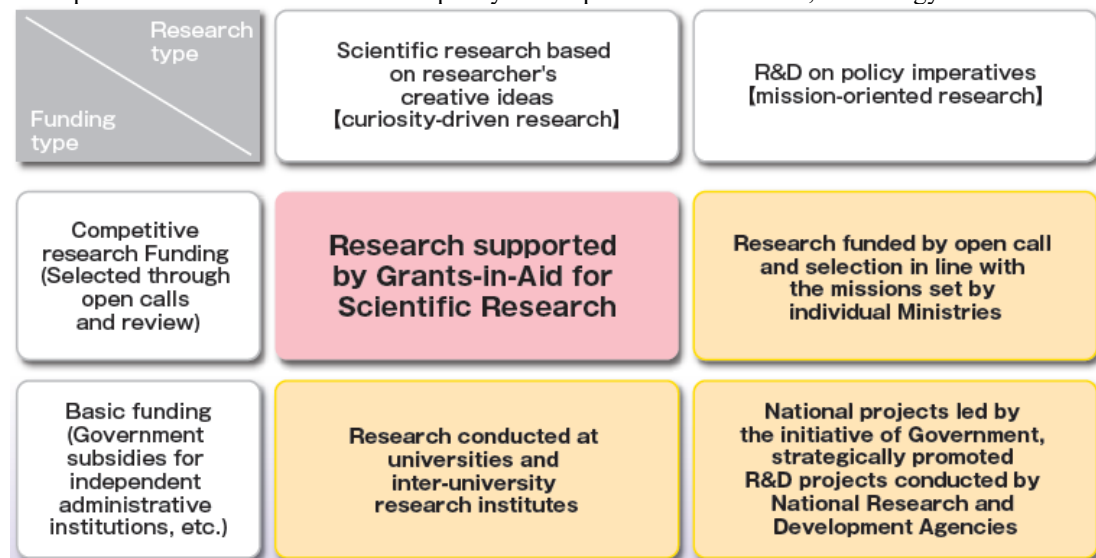 Research
type
Funding
type
Scientific research based
on researcher's
creative ideas
【curiosity-driven research】
R&D on policy imperatives
【mission-oriented research】
Competitive
research Funding
(Selected through
open calls
and review)
Research supported
by Grants-in-Aid for
Scientific Research
Research funded by open call
and selection in line with
the missions set by
individual Ministries
Basic funding
(Government
subsidies for
independent
administrative
institutions, etc.)
Research conducted at
universities and
inter-university
research institutes
National projects led by
the initiative of Government,
strategically promoted
R&D projects conducted by
National Research and
Development Agencies